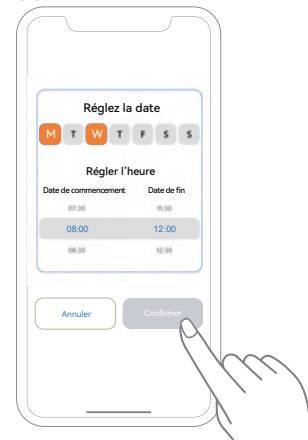 Réglez la date
M T W T F S S
Régler l'heure
Date de commencement Date de fin
07:30 11:30
08:00 12:00
08:30 12:30
Annuler Confirmer